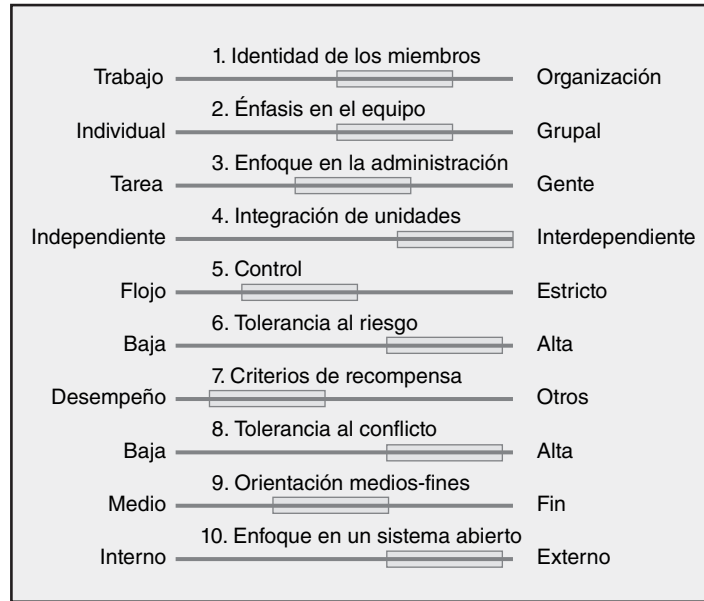 1. Identidad de los miembros
Trabajo Organización
2. Énfasis en el equipo
Individual Grupal
3. Enfoque en la administración
Tarea Gente
4. Integración de unidades
Independiente Interdependiente
5. Control
Flojo Estricto
6. Tolerancia al riesgo
Baja Alta
7. Criterios de recompensa
Desempeño Otros
8. Tolerancia al conflicto
Baja Alta
9. Orientación medios-fines
Medio Fin
10. Enfoque en un sistema abierto
Interno Externo